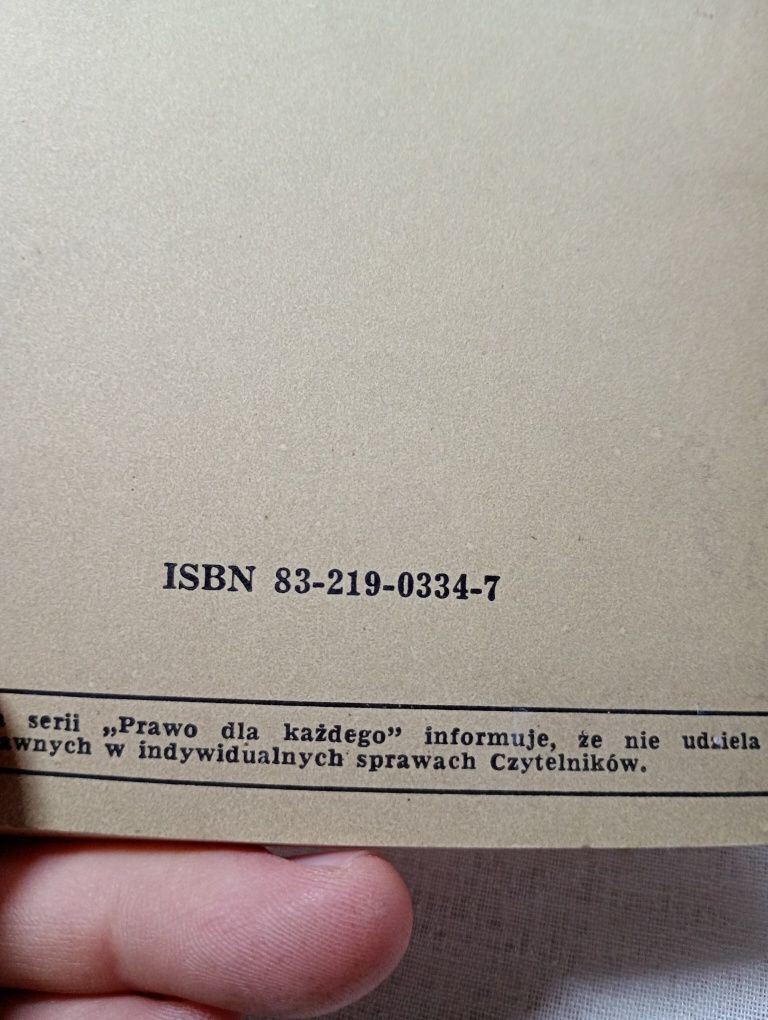 ISBN 83-219-0334-7
serii „Prawo dla każdego” informuje, że nie udziela
awnych w indywidualnych sprawach Czytelników.